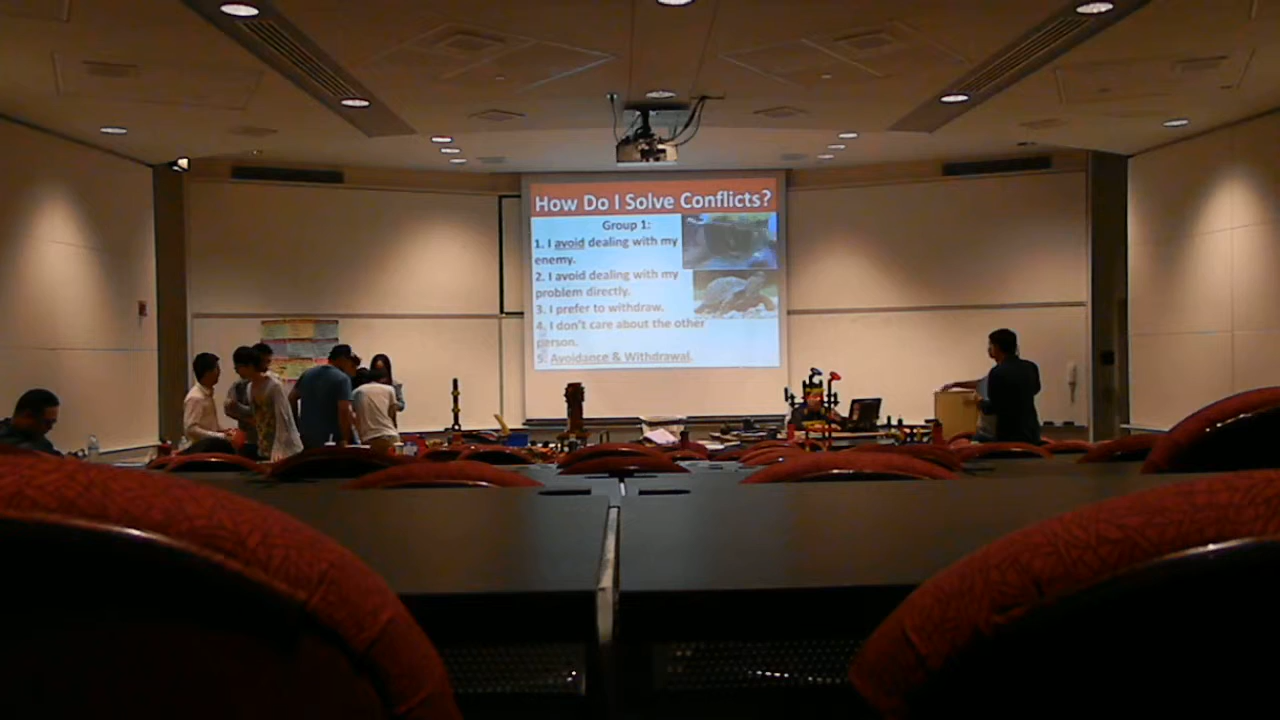 How Do I Solve Conflicts?
Group 1:
1. I avoid dealing with my
enemy.
2. I avoid dealing with my
problem directly.
3. I prefer to withdraw.
4. I don't care about the other
person.
5. Avoidance & Withdrawal.